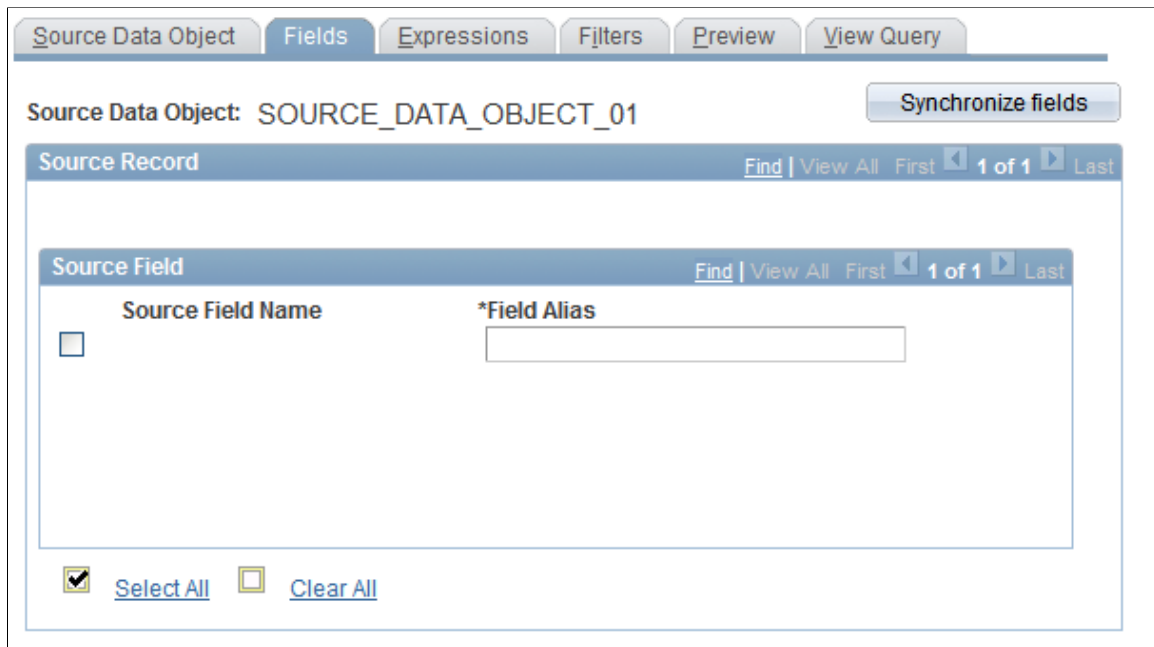 Source Data Object Fields Expressions Filters Preview View Query
Source Data Object: SOURCE_DATA_OBJECT_01 Synchronize fields
Source Record Find | View All First 1 of 1 Last
Source Field Find | View All First 1 of 1 Last
Source Field Name *Field Alias
Select All Clear All